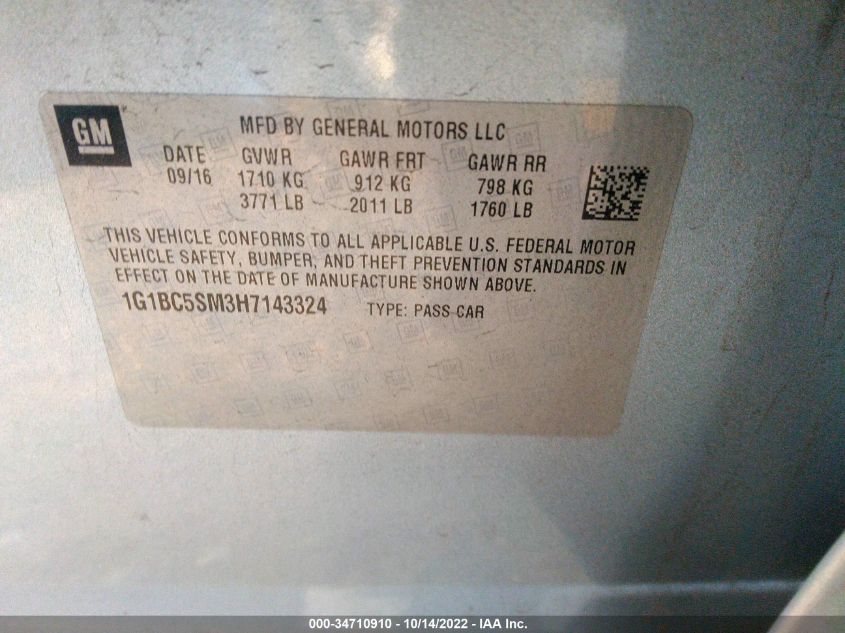 GM
MFD BY GENERAL MOTORS LLC
DATE GVWR GAWR FRT GAWR RR
09/16 1710 KG 912 KG 798 KG
3771 LB 2011 LB 1760 LB
THIS VEHICLE CONFORMS TO ALL APPLICABLE U.S. FEDERAL MOTOR
VEHICLE SAFETY, BUMPER, AND THEFT PREVENTION STANDARDS IN
EFFECT ON THE DATE OF MANUFACTURE SHOWN ABOVE.
1G1BC5SM3H7143324 TYPE: PASS CAR
000-34710910 - 10/14/2022 - IAA Inc.